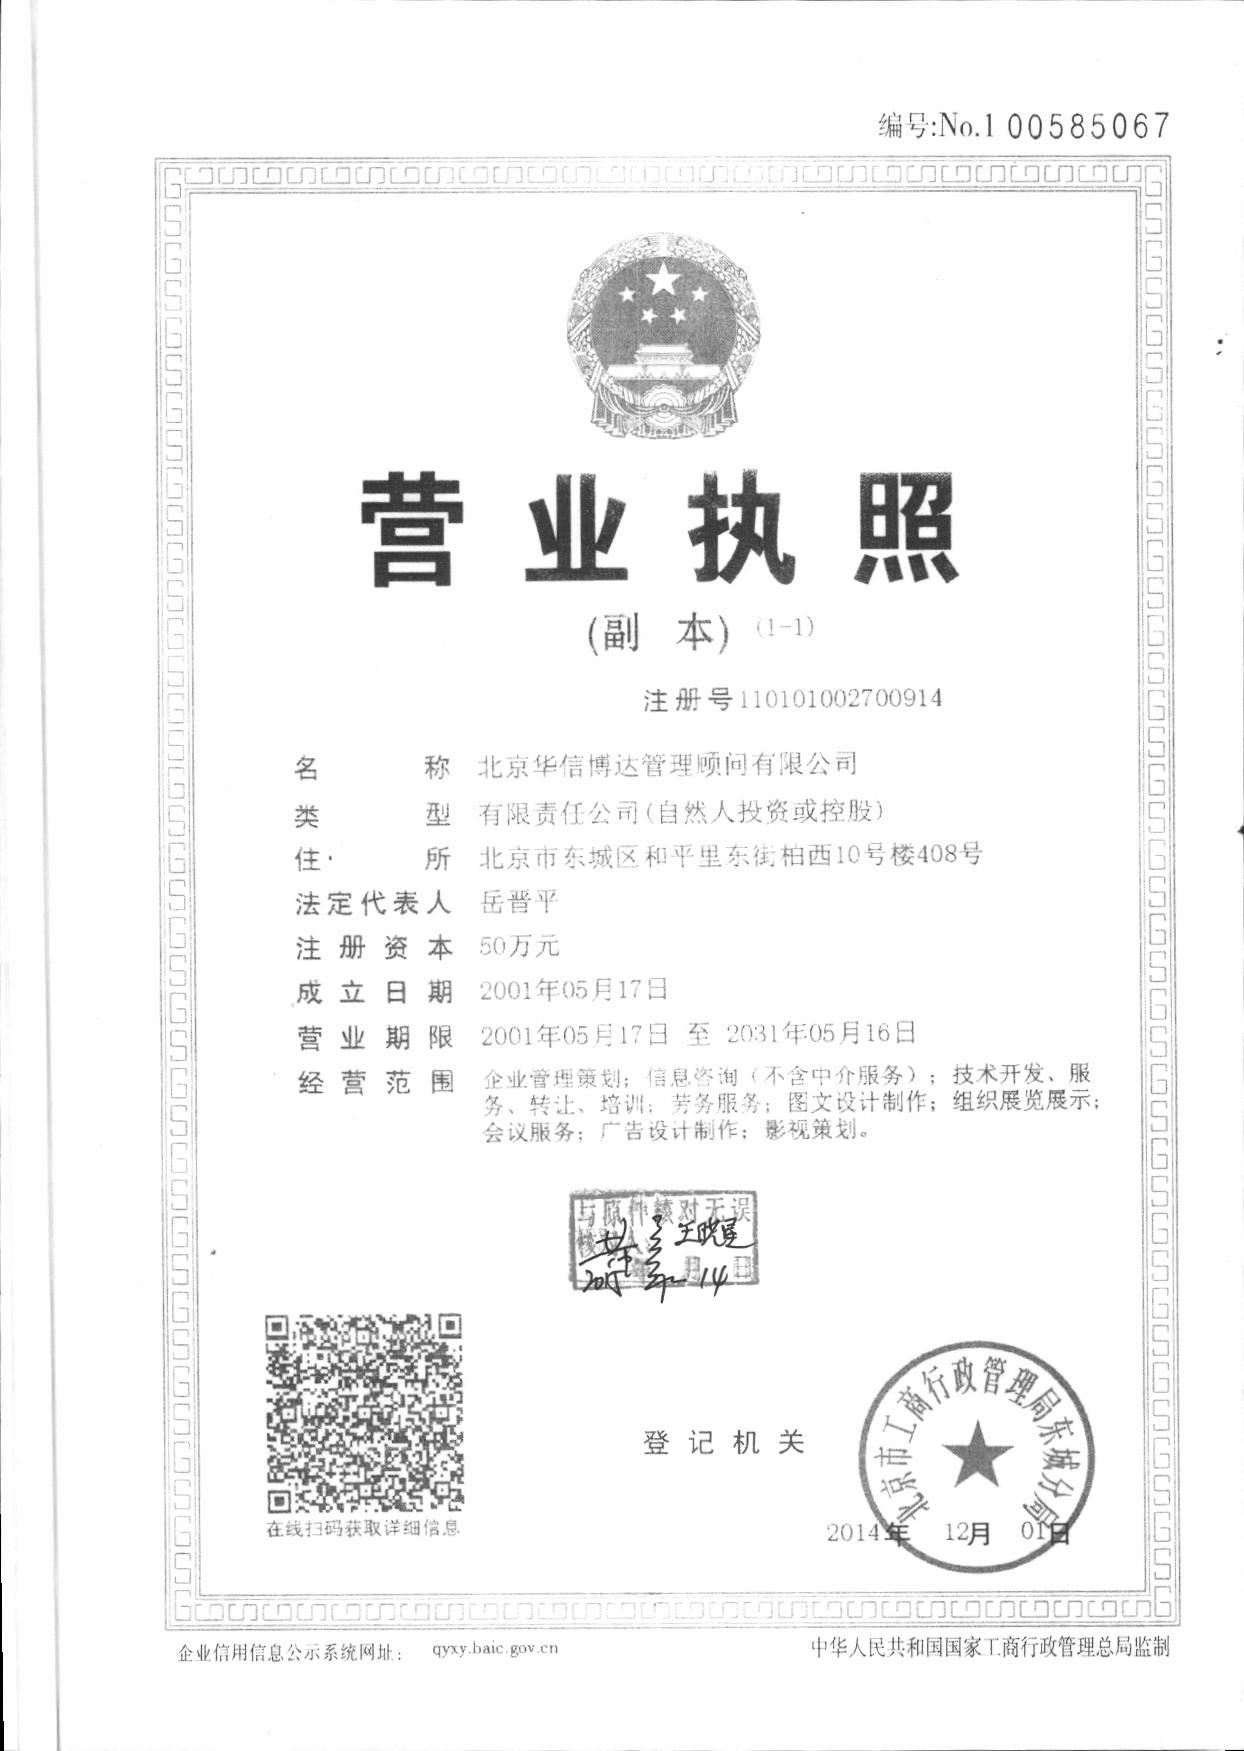 编号:No.1 00585067
营业执照
(副 本) (1-1)
注册号110101002700914
名称 北京华信博达管理顾问有限公司
类型 有限责任公司(自然人投资或控股)
住所 北京市东城区和平里东街柏西10号楼408号
法定代表人 岳晋平
注册资本 50万元
成立日期 2001年05月17日
营业期限 2001年05月17日 至 2031年05月16日
经营范围 企业管理策划；信息咨询（不含中介服务）；技术开发、服
务、转让、培训；劳务服务；图文设计制作；组织展览展示；
会议服务；广告设计制作；影视策划。
与原件核对无误
王晓星
年 月 14 日
在线扫码获取详细信息
登记机关
北京市工商行政管理局东城分局
2014年 12月 01日
企业信用信息公示系统网址： qyxy.baic.gov.cn
中华人民共和国国家工商行政管理总局监制